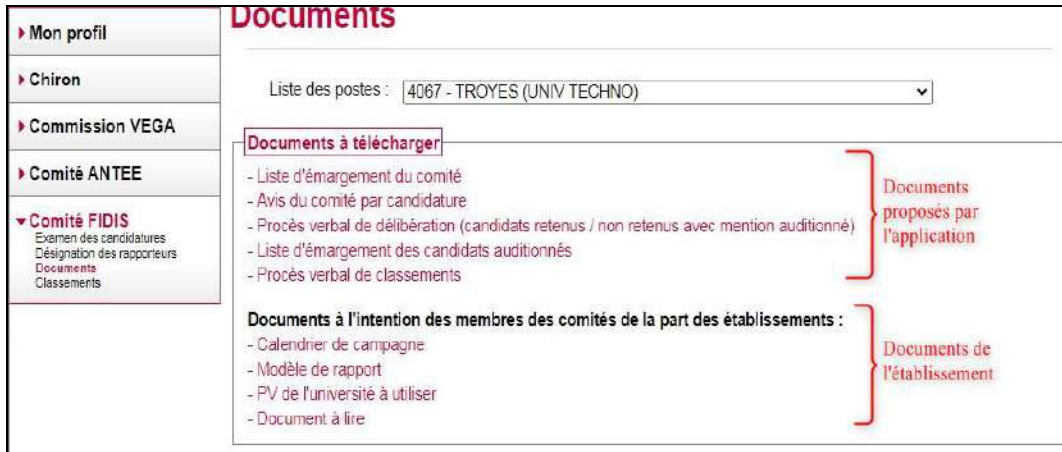 Mon profil
Chiron
Commission VEGA
Comité ANTEE
Comité FIDIS
Examen des candidatures
Désignation des rapporteurs
Documents
Classements
Documents
Liste des postes : 4067 - TROYES (UNIV TECHNO)
Documents à télécharger
- Liste d'émargement du comité
- Avis du comité par candidature
- Procès verbal de délibération (candidats retenus / non retenus avec mention auditionné)
- Liste d'émargement des candidats auditionnés
- Procès verbal de classements
Documents
proposés par
l'application
Documents à l'intention des membres des comités de la part des établissements :
- Calendrier de campagne
- Modèle de rapport
- PV de l'université à utiliser
- Document à lire
Documents de
l'établissement